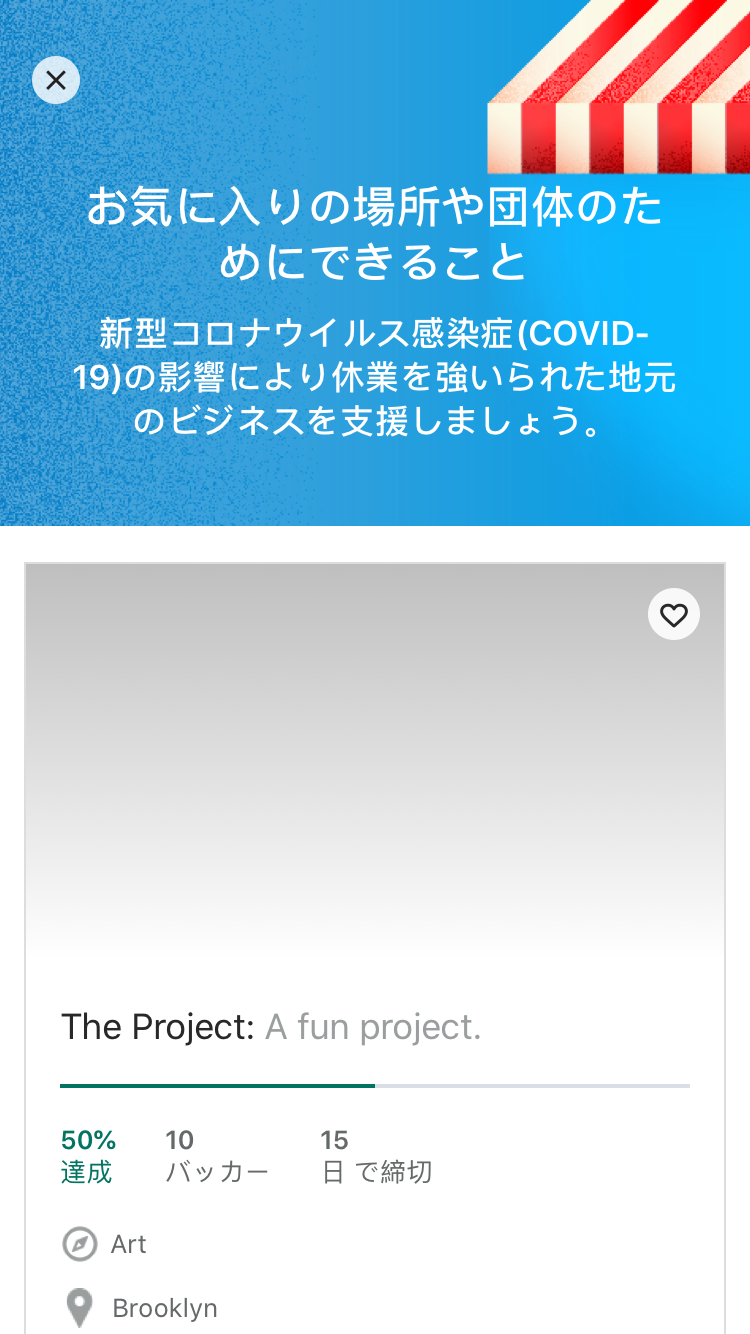 お気に入りの場所や団体のた
めにできること
新型コロナウイルス感染症(COVID-
19)の影響により休業を強いられた地元
のビジネスを支援しましょう。
The Project: A fun project.
50% 10 15
達成 バッカー 日 で締切
Art
Brooklyn